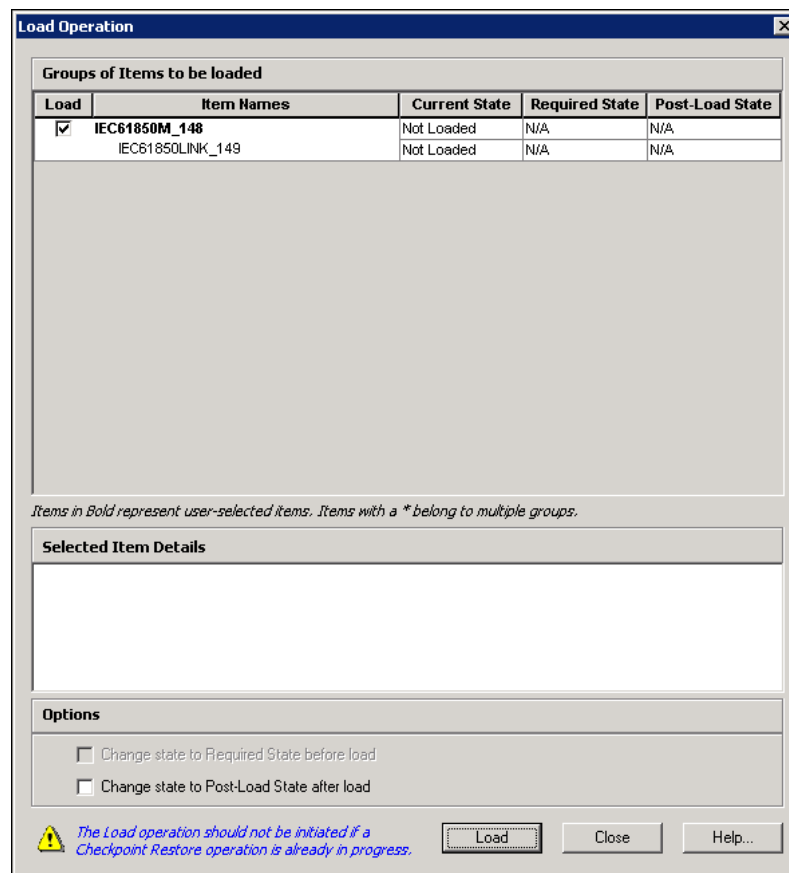 Load Operation
Groups of Items to be loaded
Load Item Names Current State Required State Post-Load State
IEC61850M_148 Not Loaded N/A N/A
IEC61850LINK_149 Not Loaded N/A N/A
Items in Bold represent user-selected items. Items with a * belong to multiple groups.
Selected Item Details
Options
Change state to Required State before load
Change state to Post-Load State after load
The Load operation should not be initiated if a
Checkpoint Restore operation is already in progress.
Load Close Help...